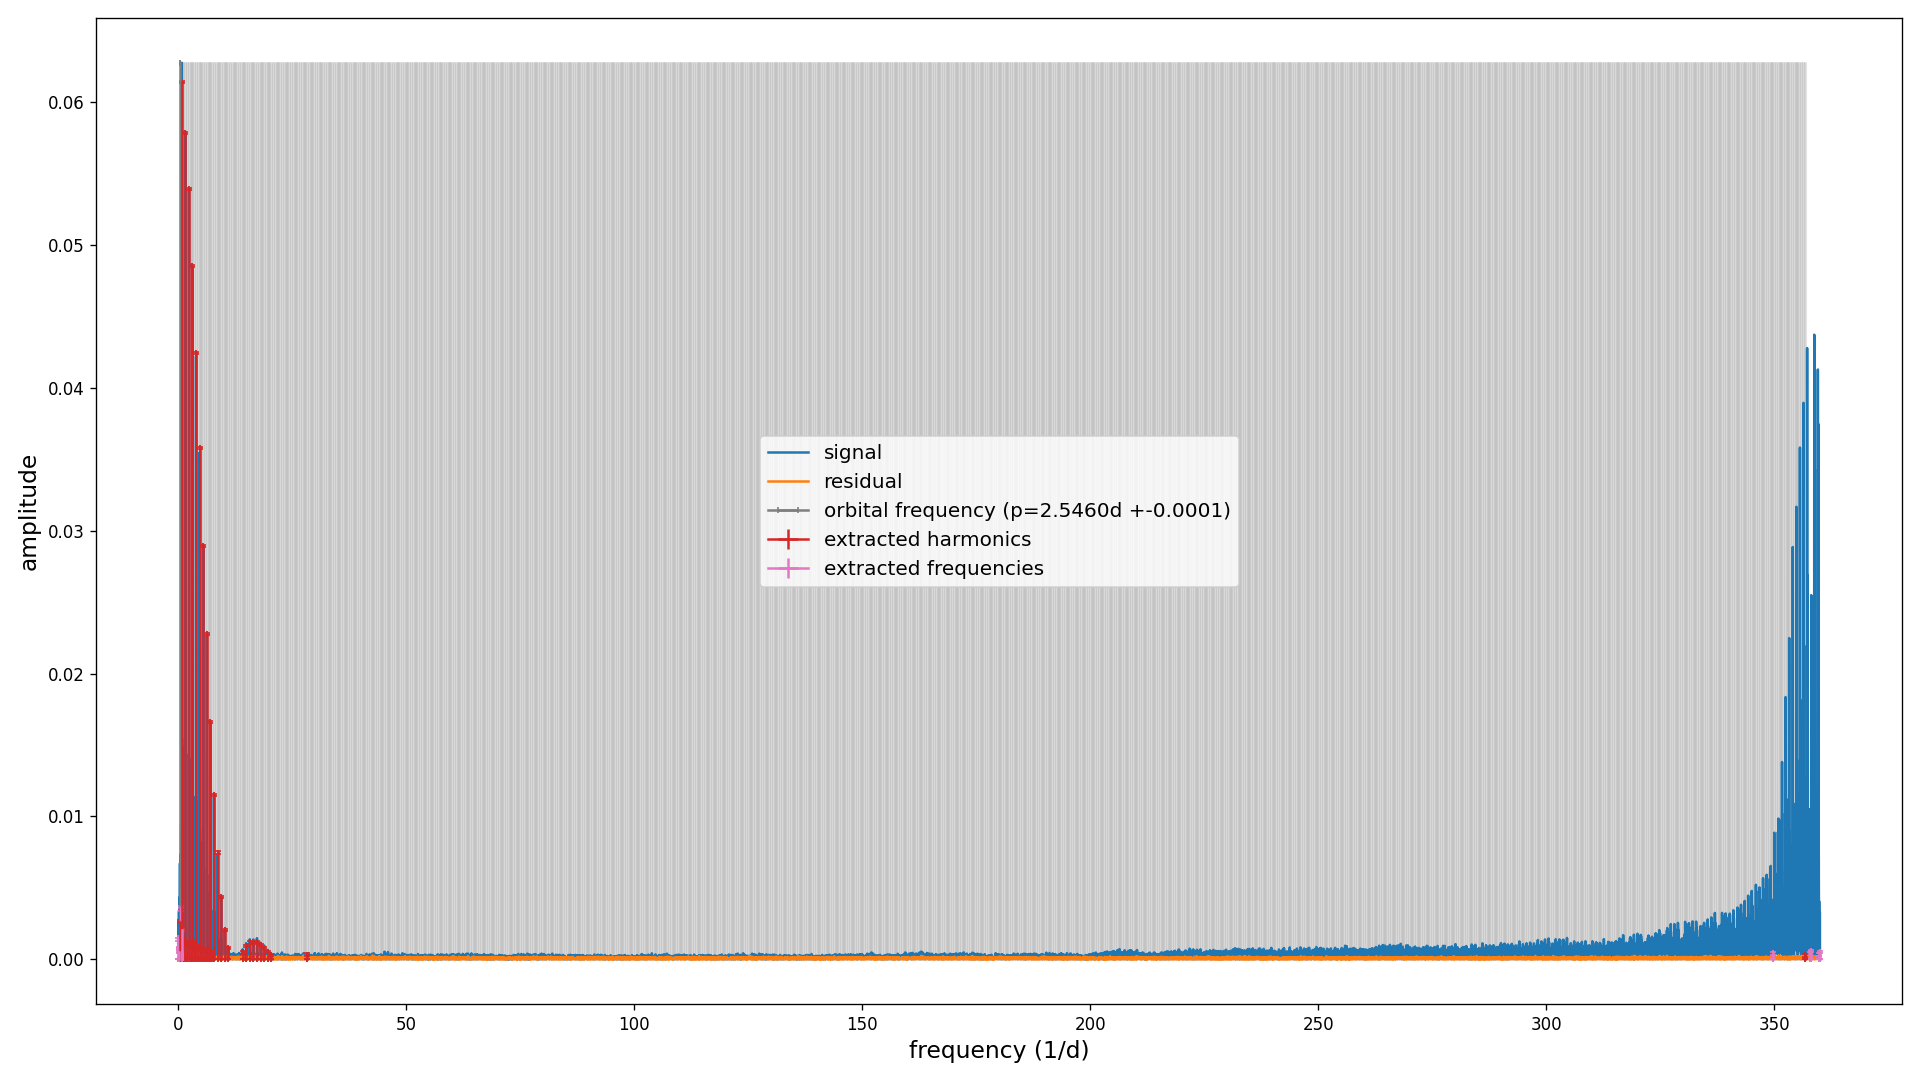 0.06
0.05
0.04
0.03
0.02
0.01
0.00
amplitude
signal
residual
orbital frequency (p=2.5460d +-0.0001)
extracted harmonics
extracted frequencies
0 50 100 150 200 250 300 350
frequency (1/d)